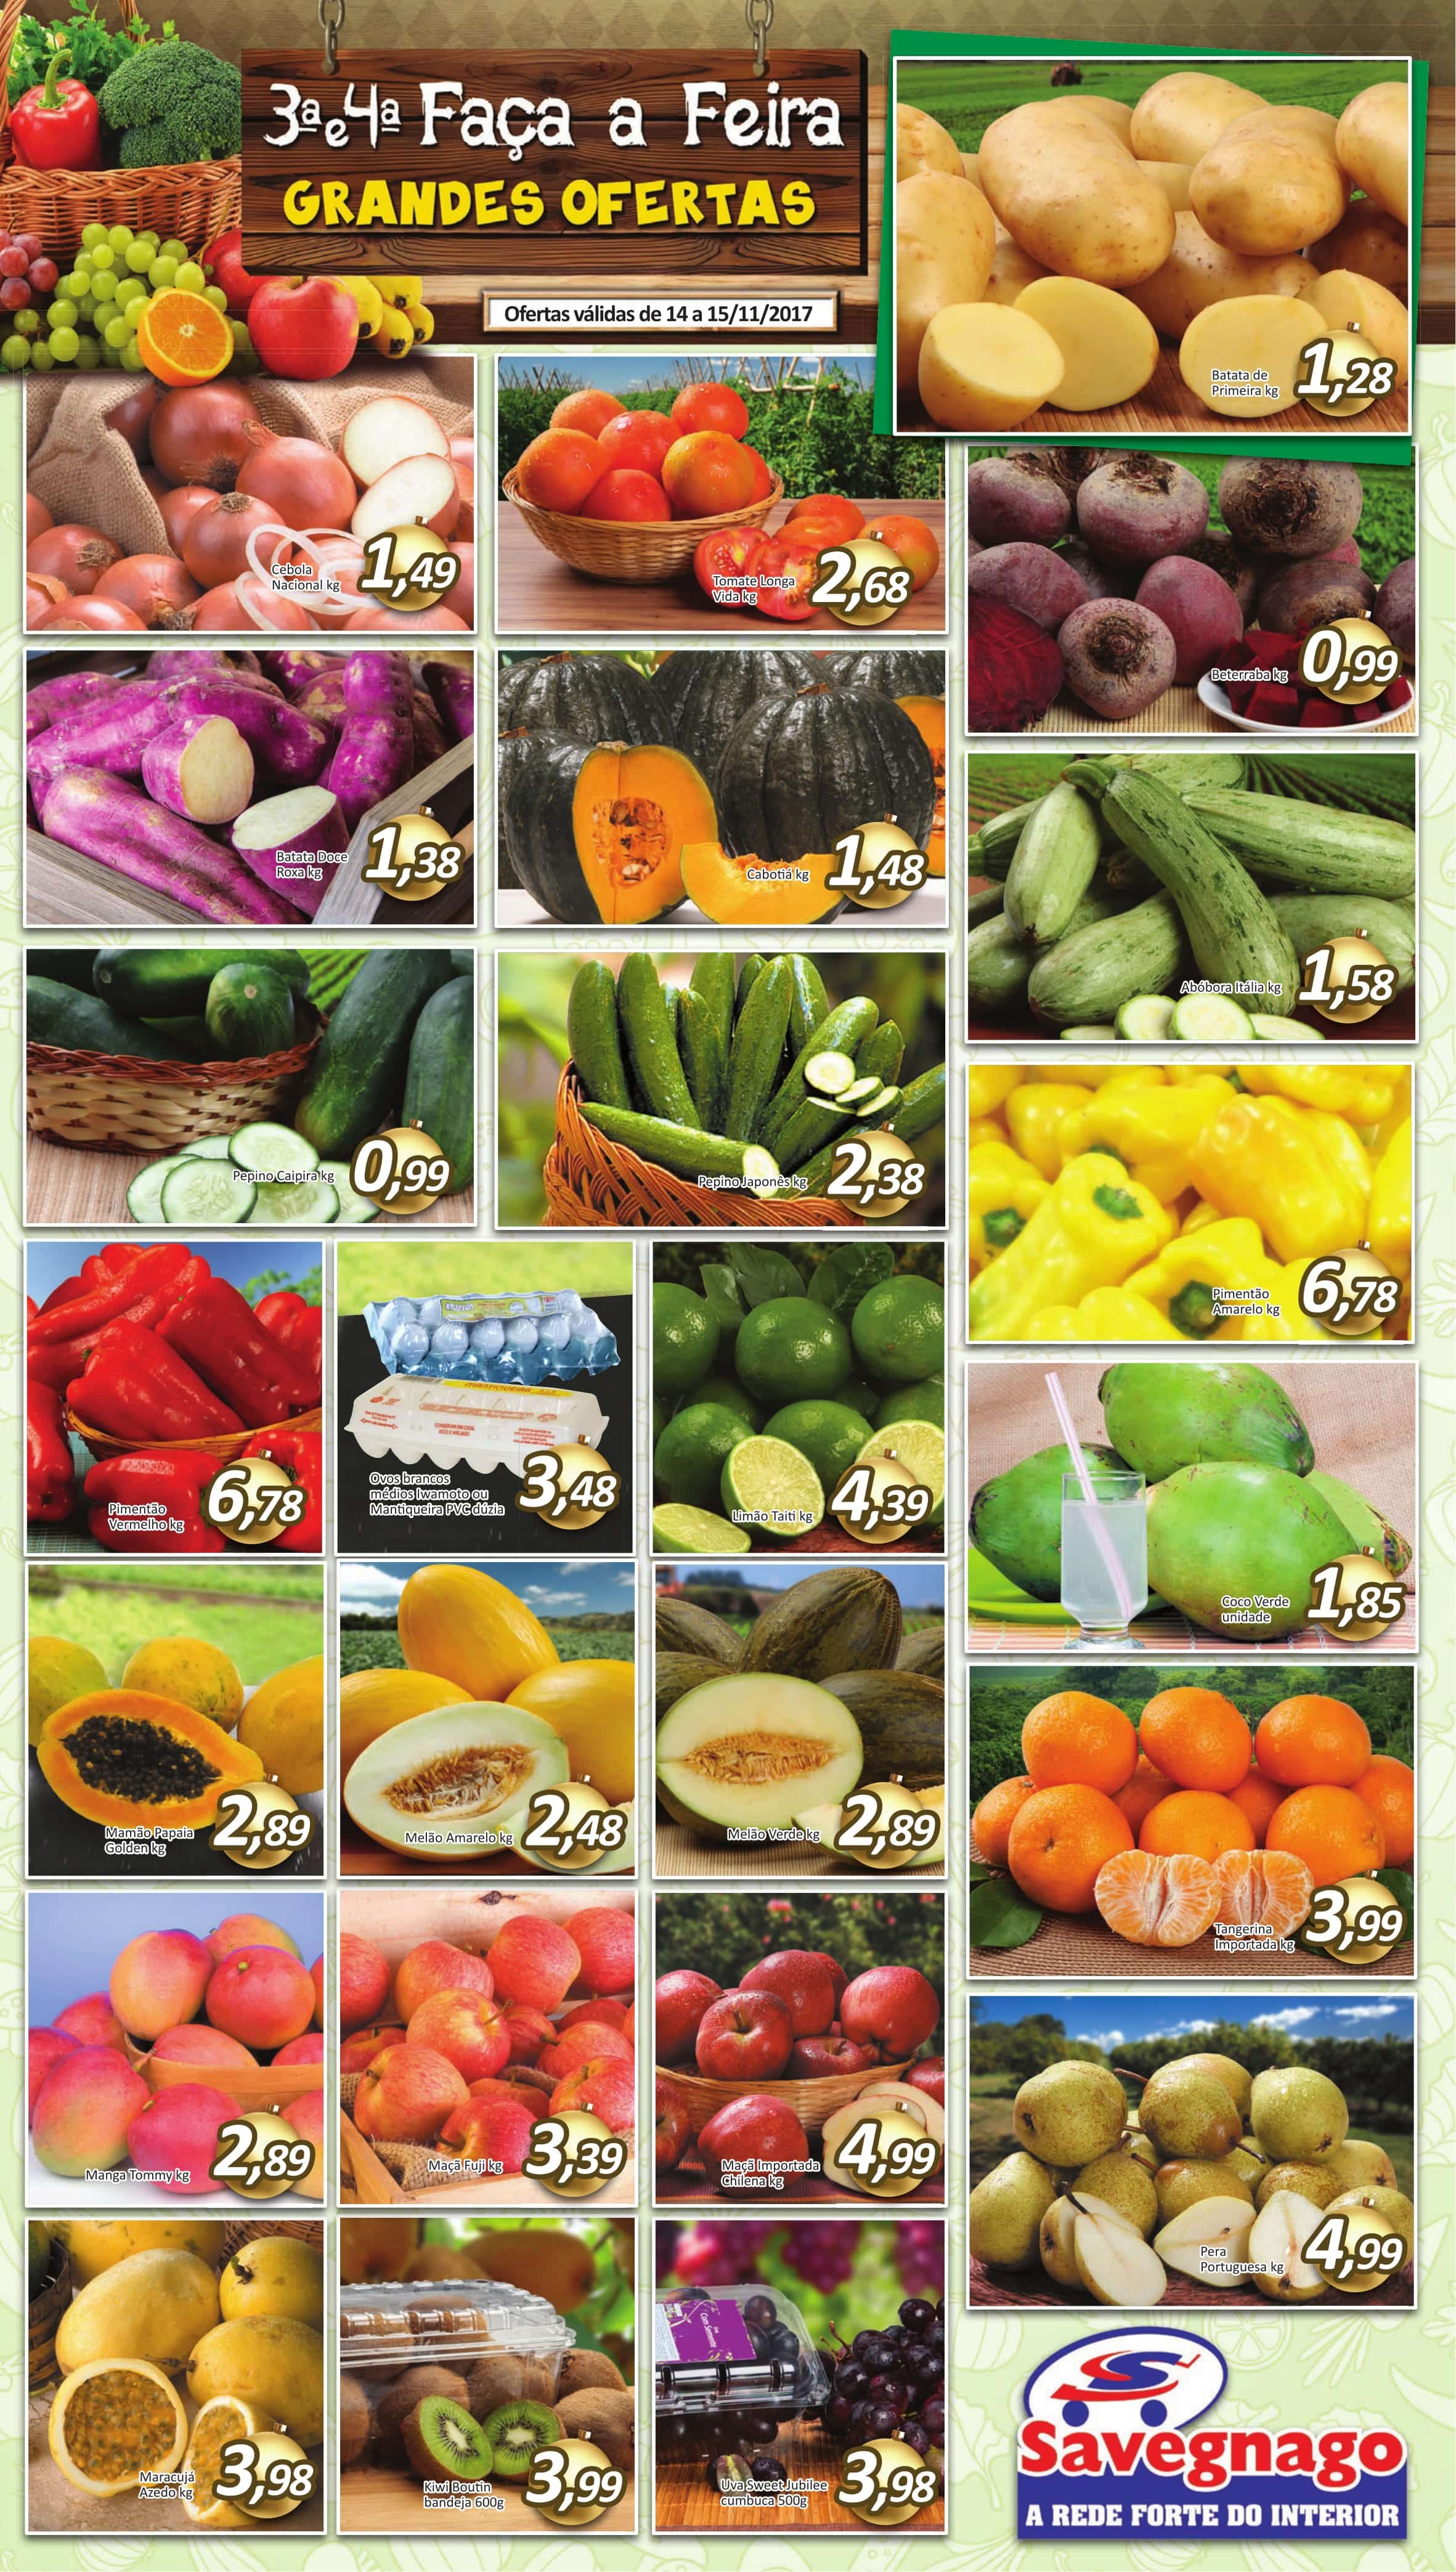 3ª e 4ª Faça a Feira
GRANDES OFERTAS
Ofertas válidas de 14 a 15/11/2017
Batata de
Primeira kg
1,28
Cebola
Nacional kg
1,49
Tomate Longa
Vida kg
2,68
Beterraba kg
0,99
Batata Doce
Roxa kg
1,38
Cabotiá kg
1,48
Abóbora Itália kg
1,58
Pepino Caipira kg
0,99
Pepino Japonês kg
2,38
Pimentão
Amarelo kg
6,78
Pimentão
Vermelho kg
6,78
MANTIQUEIRA
Ovos brancos
médios Iwamoto ou
Mantiqueira PVC dúzia
3,48
Limão Taiti kg
4,39
Coco Verde
unidade
1,85
Mamão Papaia
Golden kg
2,89
Melão Amarelo kg
2,48
Melão Verde kg
2,89
Tangerina
Importada kg
3,99
Manga Tommy kg
2,89
Maçã Fuji kg
3,39
Maçã Importada
Chilena kg
4,99
Pera
Portuguesa kg
4,99
Maracujá
Azedo kg
3,98
Kiwi Boutin
bandeja 600g
3,99
Com Semente
Uva Sweet Jubilee
cumbuca 500g
3,98
Savegnago
A REDE FORTE DO INTERIOR